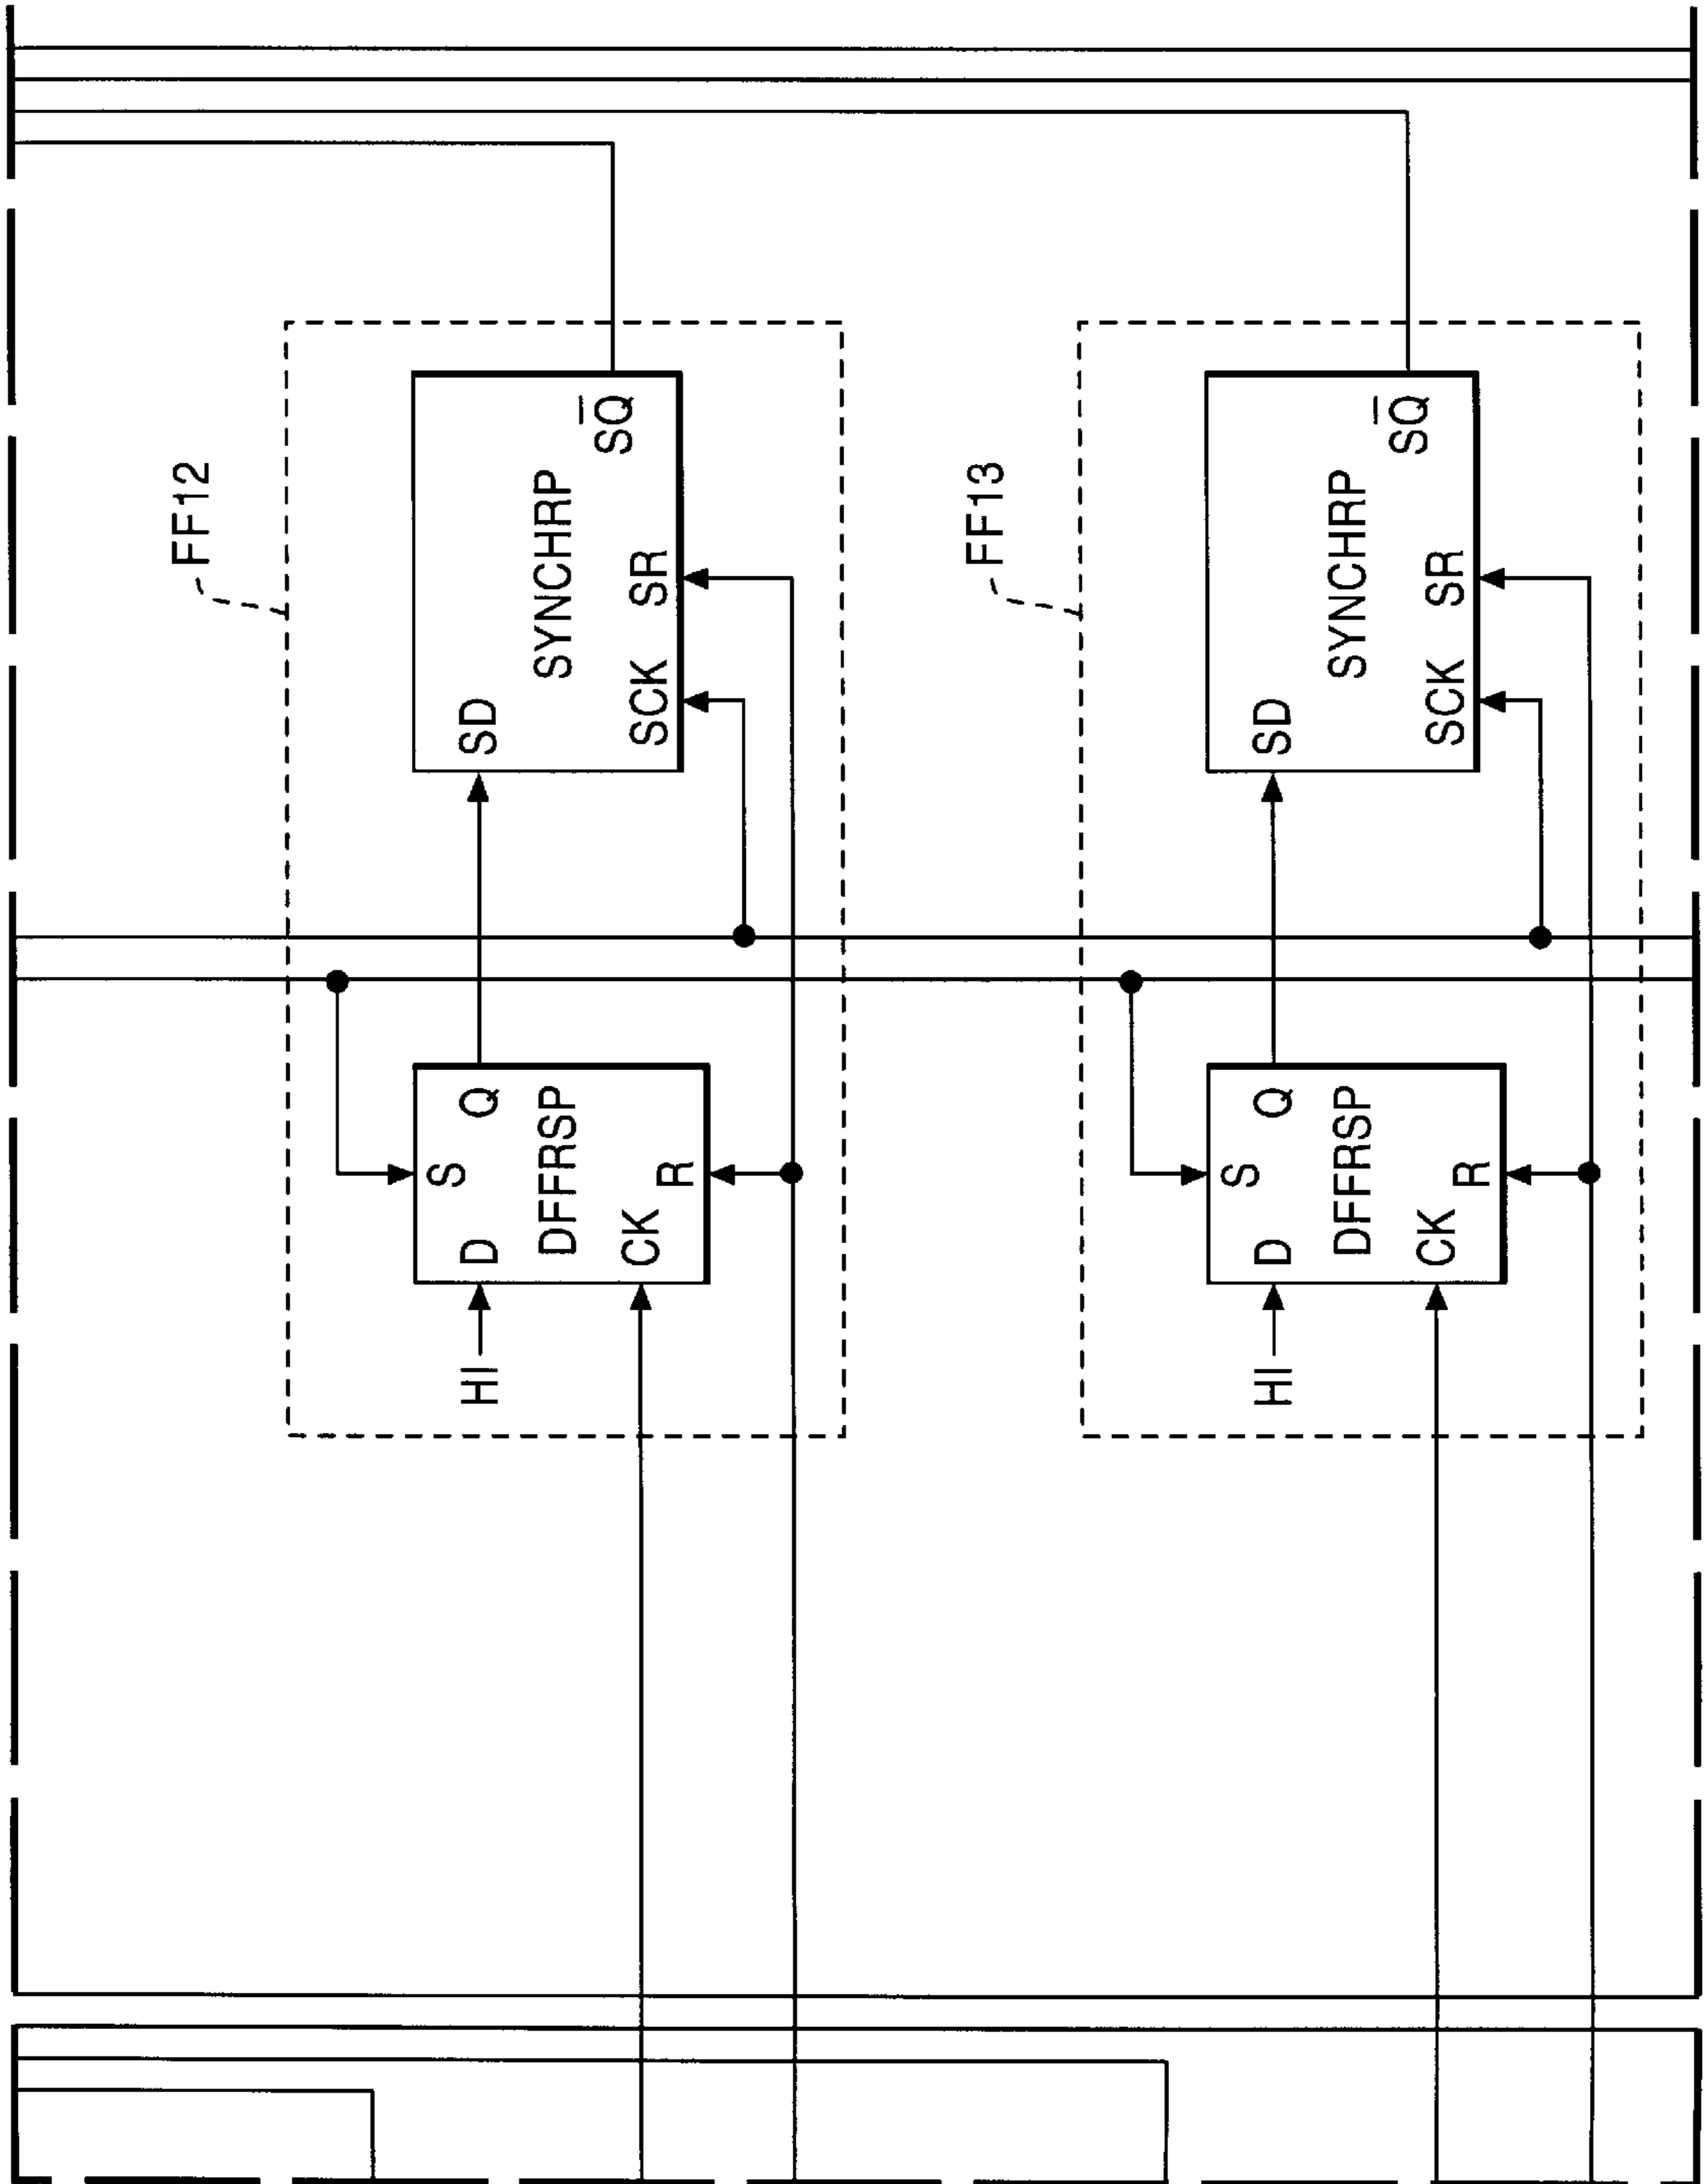 FF12
HI
D
S
Q
DFFRSP
CK
R
SD
SYNCHRP
SCK
SR
SQ̅
FF13
HI
D
S
Q
DFFRSP
CK
R
SD
SYNCHRP
SCK
SR
SQ̅